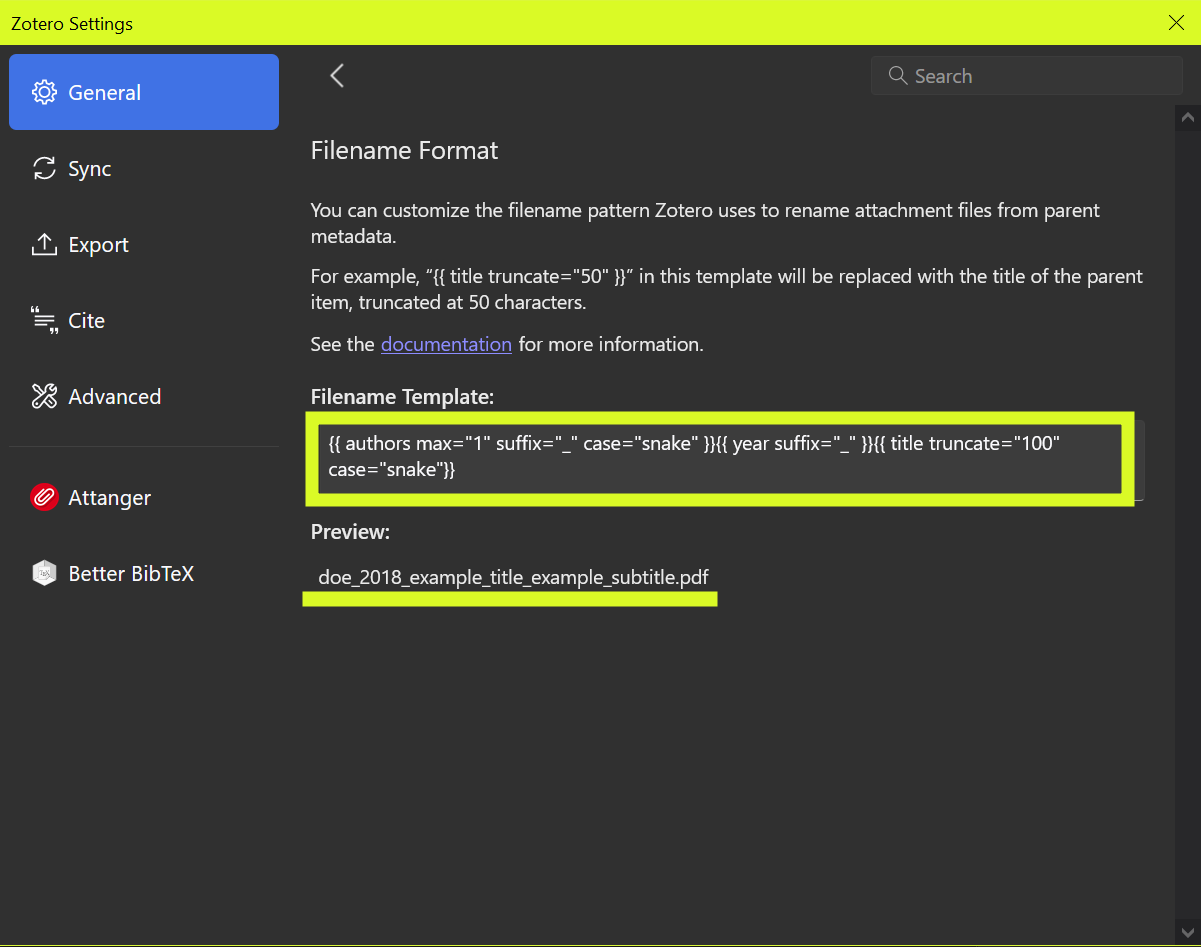 Zotero Settings
General
Sync
Export
Cite
Advanced
Attanger
Better BibTeX
Search
Filename Format
You can customize the filename pattern Zotero uses to rename attachment files from parent
metadata.
For example, “{{ title truncate="50" }}” in this template will be replaced with the title of the parent
item, truncated at 50 characters.
See the documentation for more information.
Filename Template:
{{ authors max="1" suffix="_" case="snake" }}{{ year suffix="_" }}{{ title truncate="100"
case="snake"}}
Preview:
doe_2018_example_title_example_subtitle.pdf